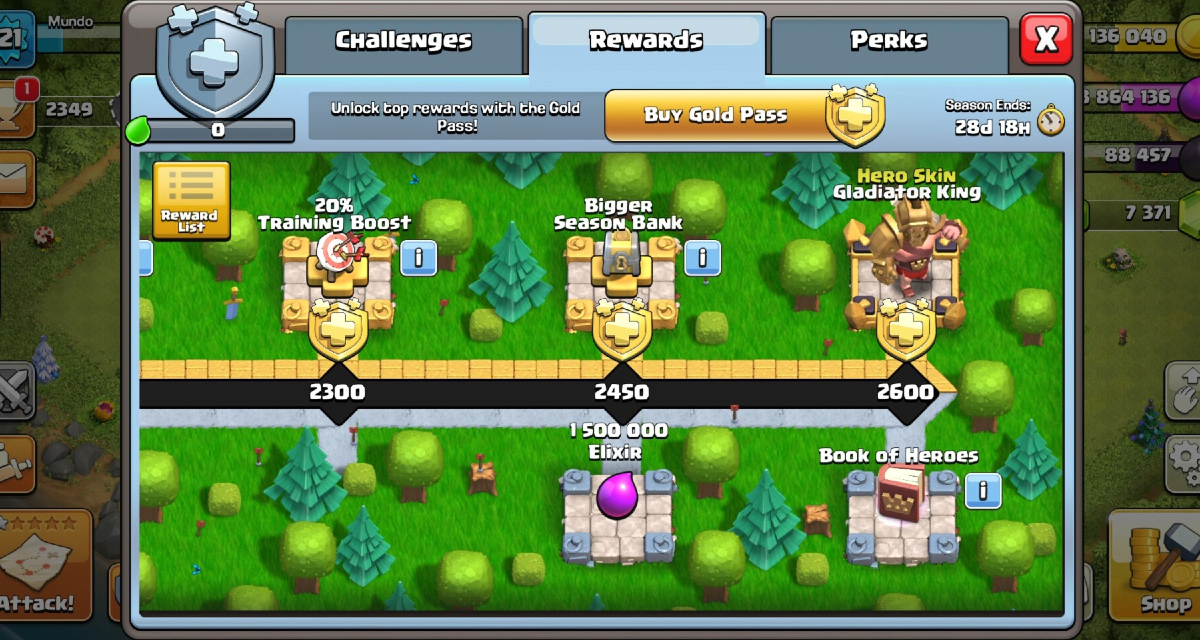 21
Mundo
Challenges
Rewards
Perks
X
136 040
1
2349
Unlock top rewards with the Gold
Pass!
Buy Gold Pass
Season Ends:
28d 18h
864 136
0
88 457
7 371
Reward
List
20%
Training Boost
i
Bigger
Season Bank
i
Hero Skin
Gladiator King
2300
2450
2600
1 500 000
Elixir
Book of Heroes
i
Attack!
Shop